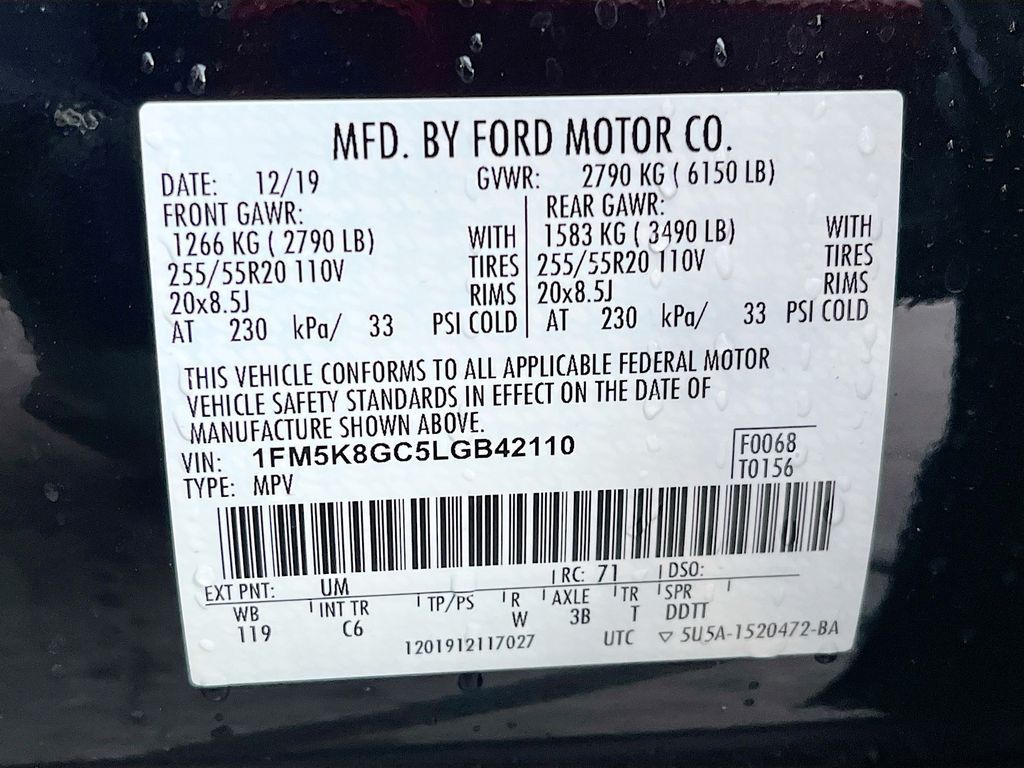 MFD. BY FORD MOTOR CO.
DATE: 12/19 GVWR: 2790 KG ( 6150 LB)
FRONT GAWR: REAR GAWR:
1266 KG ( 2790 LB) WITH 1583 KG ( 3490 LB) WITH
255/55R20 110V TIRES 255/55R20 110V TIRES
20x8.5J RIMS 20x8.5J RIMS
AT 230 kPa/ 33 PSI COLD AT 230 kPa/ 33 PSI COLD
THIS VEHICLE CONFORMS TO ALL APPLICABLE FEDERAL MOTOR
VEHICLE SAFETY STANDARDS IN EFFECT ON THE DATE OF
MANUFACTURE SHOWN ABOVE.
VIN: 1FM5K8GC5LGB42110 F0068
TYPE: MPV T0156
EXT PNT: UM RC: 71 DSO:
WB INT TR TP/PS R AXLE TR SPR
119 C6 W 3B T DDTT
1201912117027 UTC ▽ 5U5A-1520472-BA